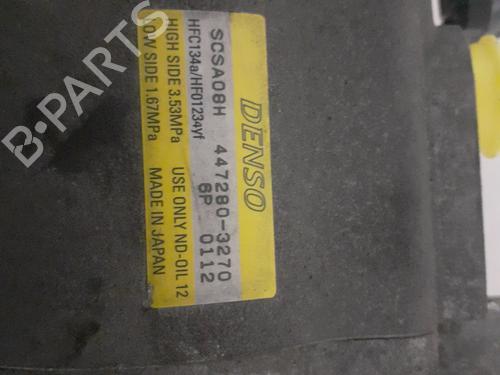 DENSO
SCSA08H 447280-3270
6P 0112
HFC134a/HFO1234yf
HIGH SIDE 3.53MPa USE ONLY ND-OIL 12
LOW SIDE 1.67MPa MADE IN JAPAN
B-PARTS